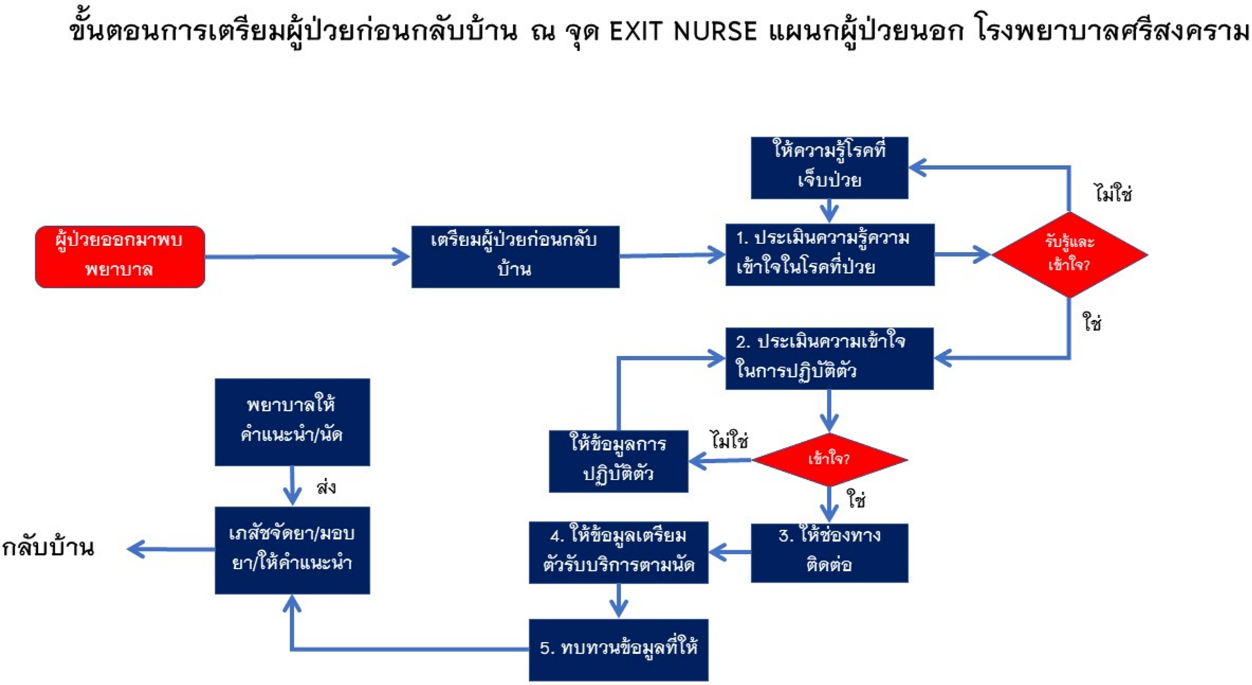 ขั้นตอนการเตรียมผู้ป่วยก่อนกลับบ้าน ณ จุด EXIT NURSE แผนกผู้ป่วยนอก โรงพยาบาลศรีสงคราม
ให้ความรู้โรคที่
เจ็บป่วย
ไม่ใช่
ผู้ป่วยออกมาพบ
พยาบาล
เตรียมผู้ป่วยก่อนกลับ
บ้าน
1. ประเมินความรู้ความ
เข้าใจในโรคที่ป่วย
รับรู้และ
เข้าใจ?
ใช่
2. ประเมินความเข้าใจ
ในการปฏิบัติตัว
พยาบาลให้
คำแนะนำ/นัด
ให้ข้อมูลการ
ปฏิบัติตัว
ไม่ใช่
เข้าใจ?
ส่ง
ใช่
กลับบ้าน
เภสัชจัดยา/มอบ
ยา/ให้คำแนะนำ
4. ให้ข้อมูลเตรียม
ตัวรับบริการตามนัด
3. ให้ช่องทาง
ติดต่อ
5. ทบทวนข้อมูลที่ให้